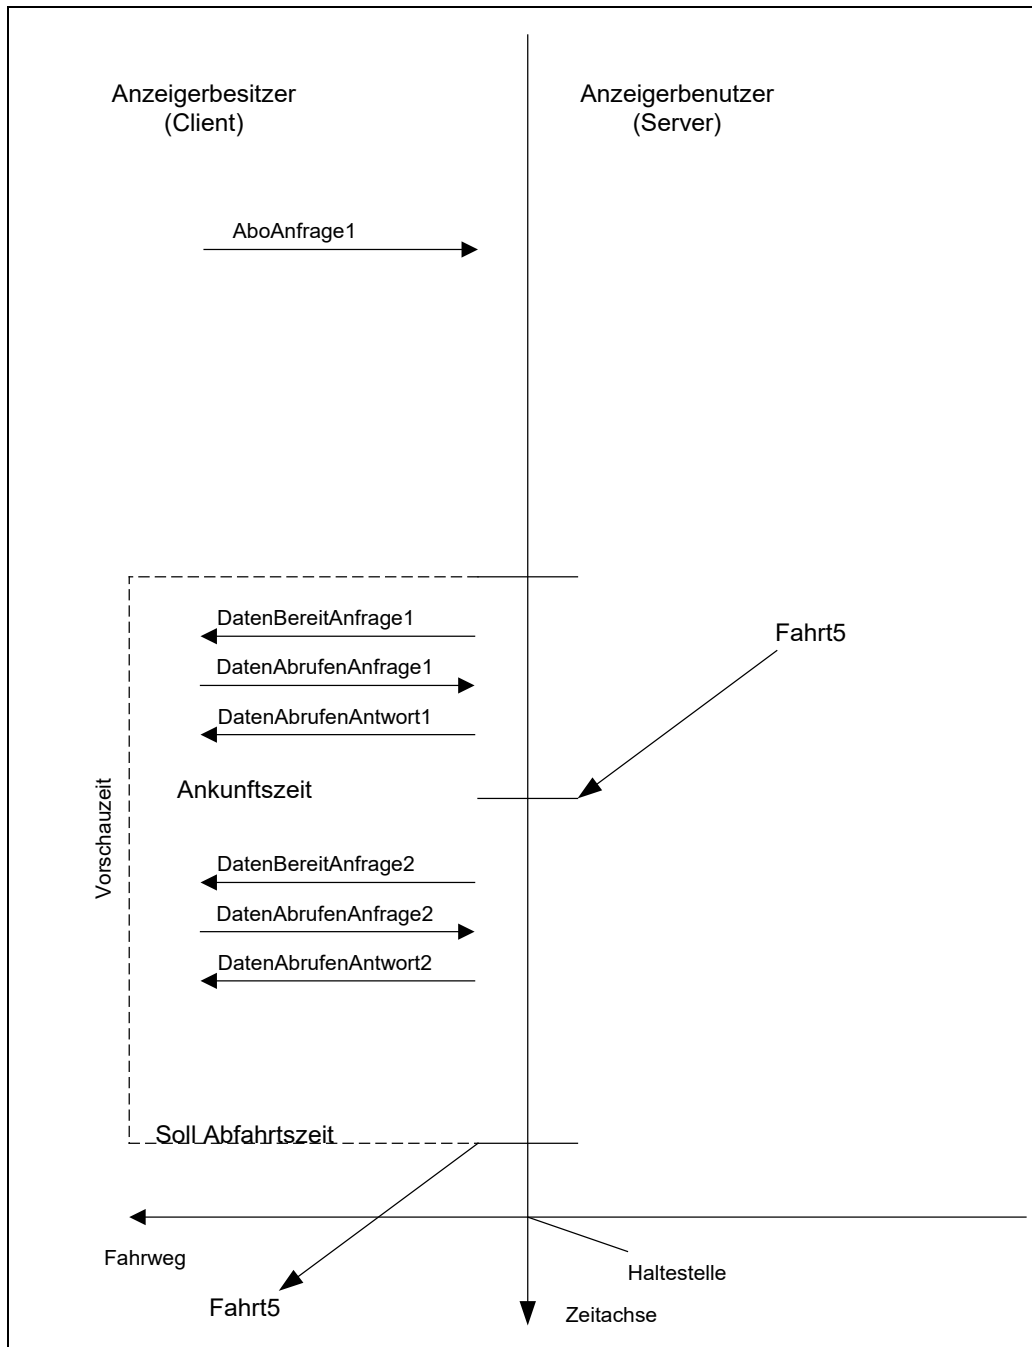 Anzeigerbesitzer
(Client)
Anzeigerbenutzer
(Server)
AboAnfrage1
DatenBereitAnfrage1
Fahrt5
DatenAbrufenAnfrage1
DatenAbrufenAntwort1
Ankunftszeit
Vorschauzeit
DatenBereitAnfrage2
DatenAbrufenAnfrage2
DatenAbrufenAntwort2
Soll Abfahrtszeit
Fahrweg
Haltestelle
Fahrt5
Zeitachse